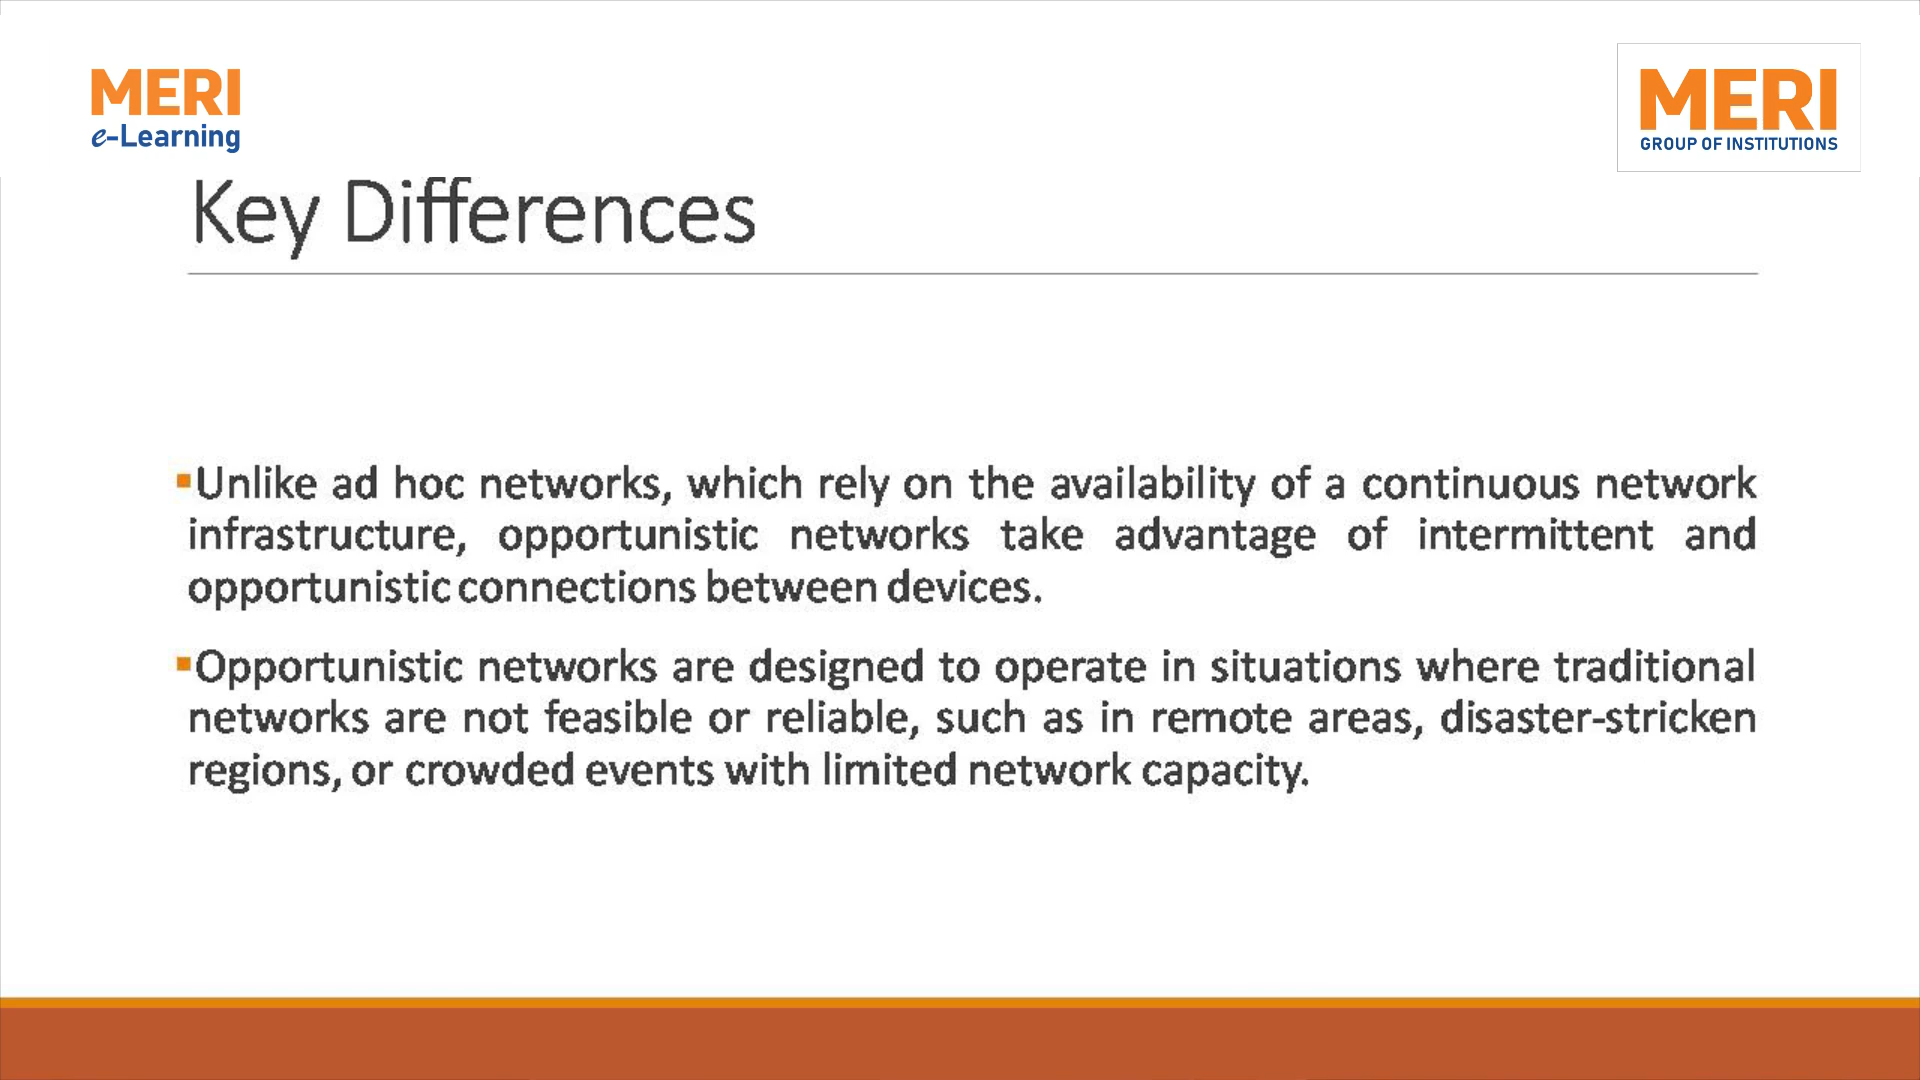 MERI
e-Learning
MERI
GROUP OF INSTITUTIONS
Key Differences
▪Unlike ad hoc networks, which rely on the availability of a continuous network
infrastructure, opportunistic networks take advantage of intermittent and
opportunistic connections between devices.
▪Opportunistic networks are designed to operate in situations where traditional
networks are not feasible or reliable, such as in remote areas, disaster-stricken
regions, or crowded events with limited network capacity.